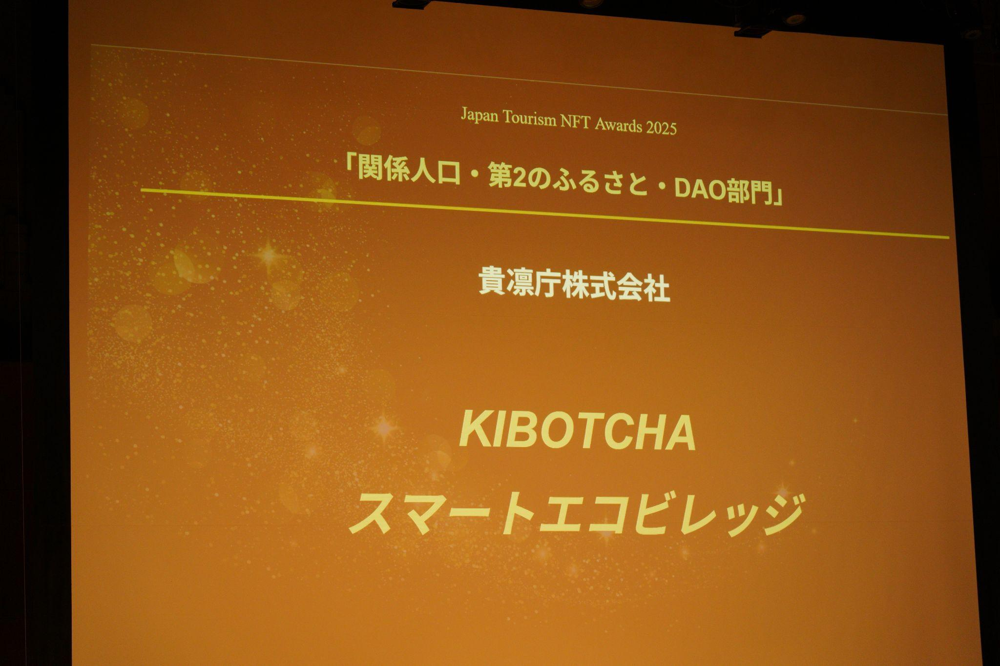 Japan Tourism NFT Awards 2025
「関係人口・第2のふるさと・DAO部門」
貴凛庁株式会社
KIBOTCHA
スマートエコビレッジ